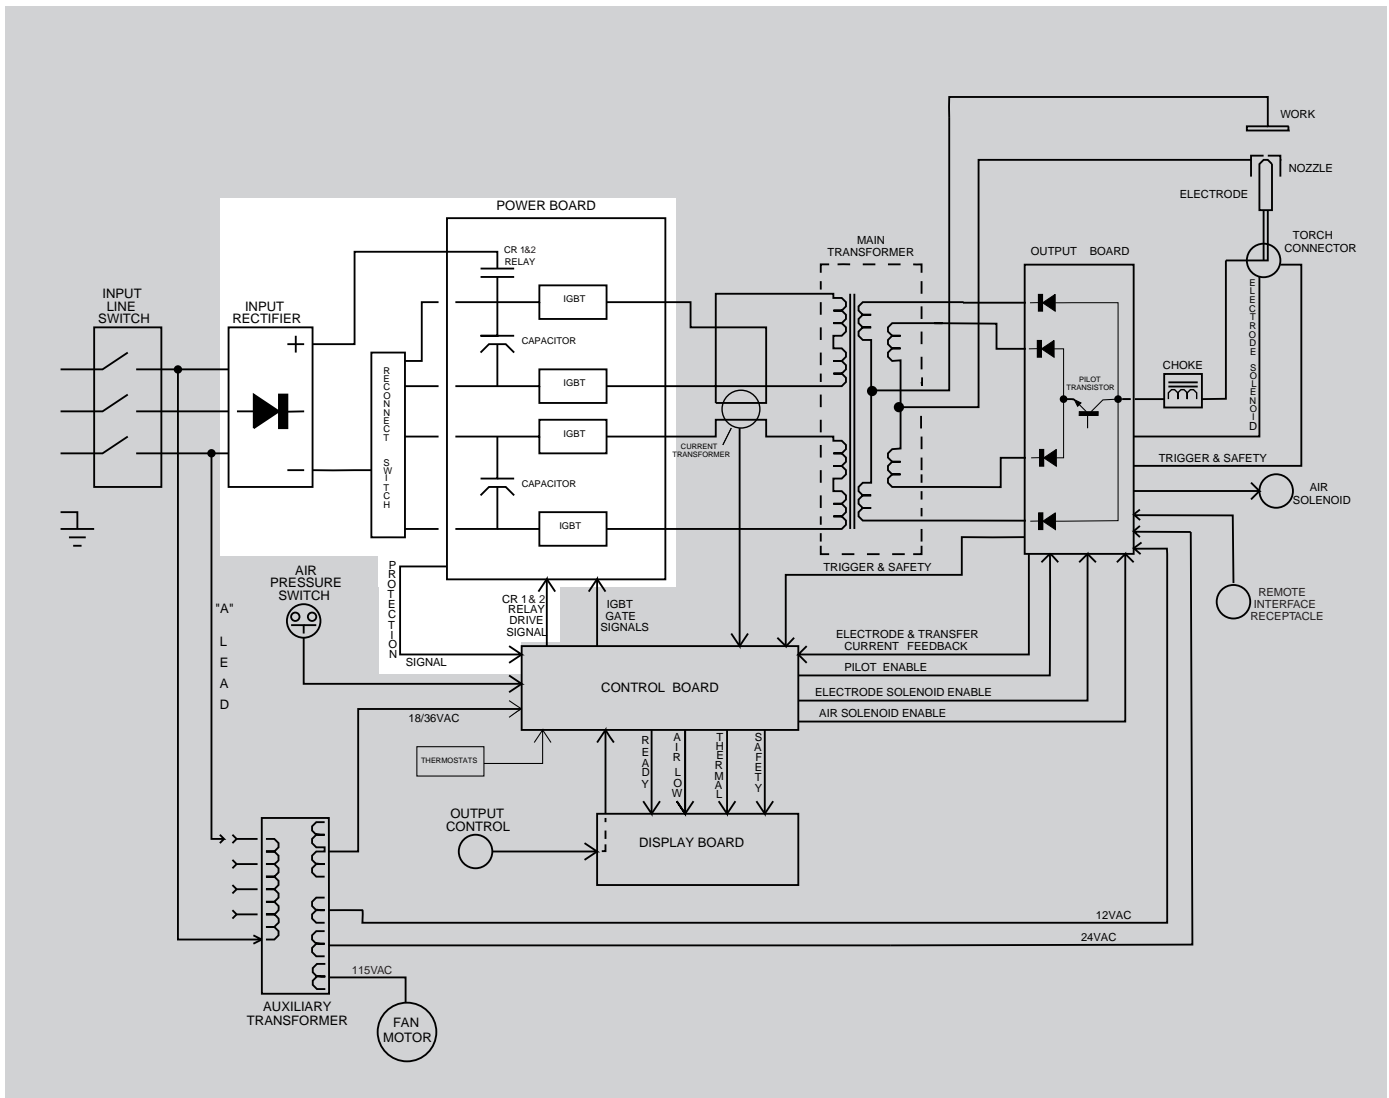 WORK
NOZZLE
ELECTRODE
TORCH
CONNECTOR
POWER BOARD
MAIN
TRANSFORMER
OUTPUT BOARD
CR 1&2
RELAY
INPUT
LINE
SWITCH
INPUT
RECTIFIER
+
−
IGBT
CAPACITOR
IGBT
IGBT
CAPACITOR
IGBT
RECONNECT SWITCH
CURRENT
TRANSFORMER
PILOT
TRANSISTOR
CHOKE
ELECTRODE SOLENOID
TRIGGER & SAFETY
AIR
SOLENOID
TRIGGER & SAFETY
REMOTE
INTERFACE
RECEPTACLE
AIR
PRESSURE
SWITCH
PROTECTION
SIGNAL
CR 1 & 2
RELAY
DRIVE
SIGNAL
IGBT
GATE
SIGNALS
"A"
LEAD
ELECTRODE & TRANSFER
CURRENT FEEDBACK
PILOT ENABLE
ELECTRODE SOLENOID ENABLE
AIR SOLENOID ENABLE
CONTROL BOARD
18/36VAC
THERMOSTATS
READY
AIR LOW
THERMAL
SAFETY
OUTPUT
CONTROL
DISPLAY BOARD
12VAC
24VAC
115VAC
AUXILIARY
TRANSFORMER
FAN
MOTOR